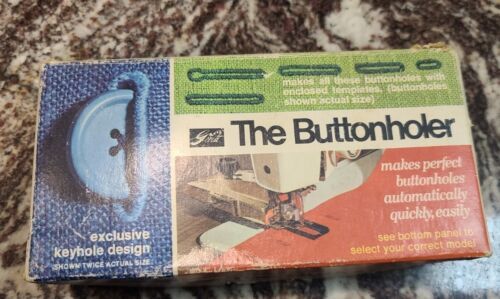 makes all these buttonholes with
enclosed templates. (buttonholes
shown actual size)
Greist
The Buttonholer
makes perfect
buttonholes
automatically
quickly, easily
see bottom panel to
select your correct model
exclusive
keyhole design
(SHOWN TWICE ACTUAL SIZE)